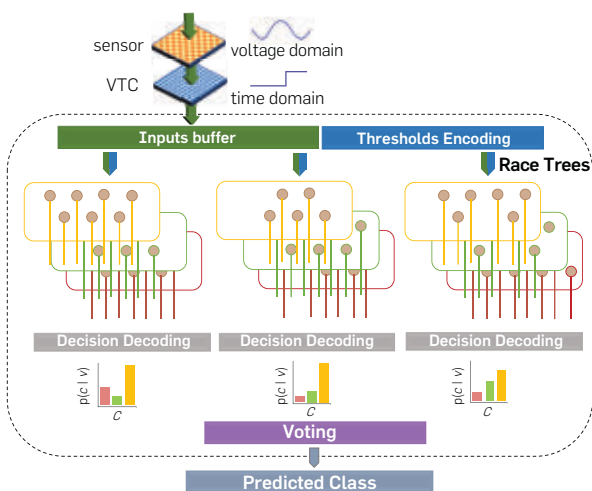 sensor
voltage domain
VTC
time domain
Inputs buffer
Thresholds Encoding
Race Trees
Decision Decoding
Decision Decoding
Decision Decoding
p(c | v)
C
p(c | v)
C
p(c | v)
C
Voting
Predicted Class